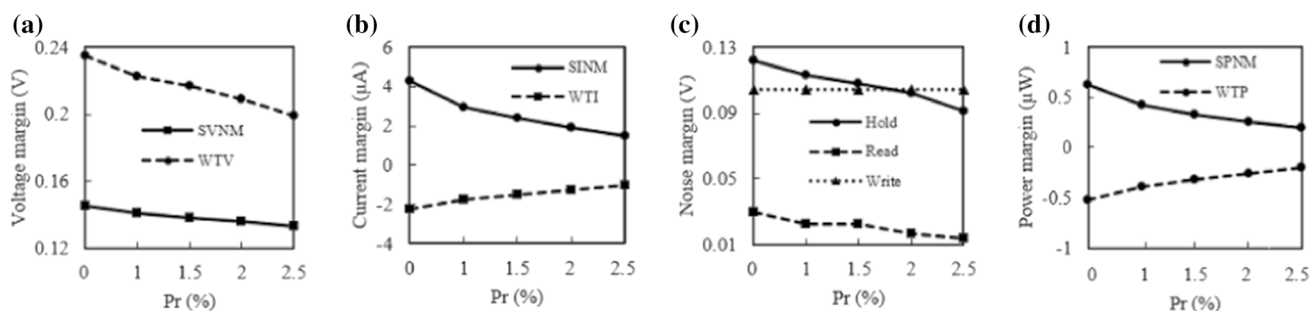 (a)
Voltage margin (V)
0.24
0.2
0.16
0.12
SVNM
WTV
0 1 1.5 2 2.5
Pr (%)
(b)
Current margin (μA)
6
4
2
0
-2
-4
SINM
WTI
0 1 1.5 2 2.5
Pr (%)
(c)
Noise margin (V)
0.13
0.09
0.05
0.01
Hold
Read
Write
0 1 1.5 2 2.5
Pr (%)
(d)
Power margin (μW)
1
0.5
0
-0.5
-1
SPNM
WTP
0 1 1.5 2 2.5
Pr (%)